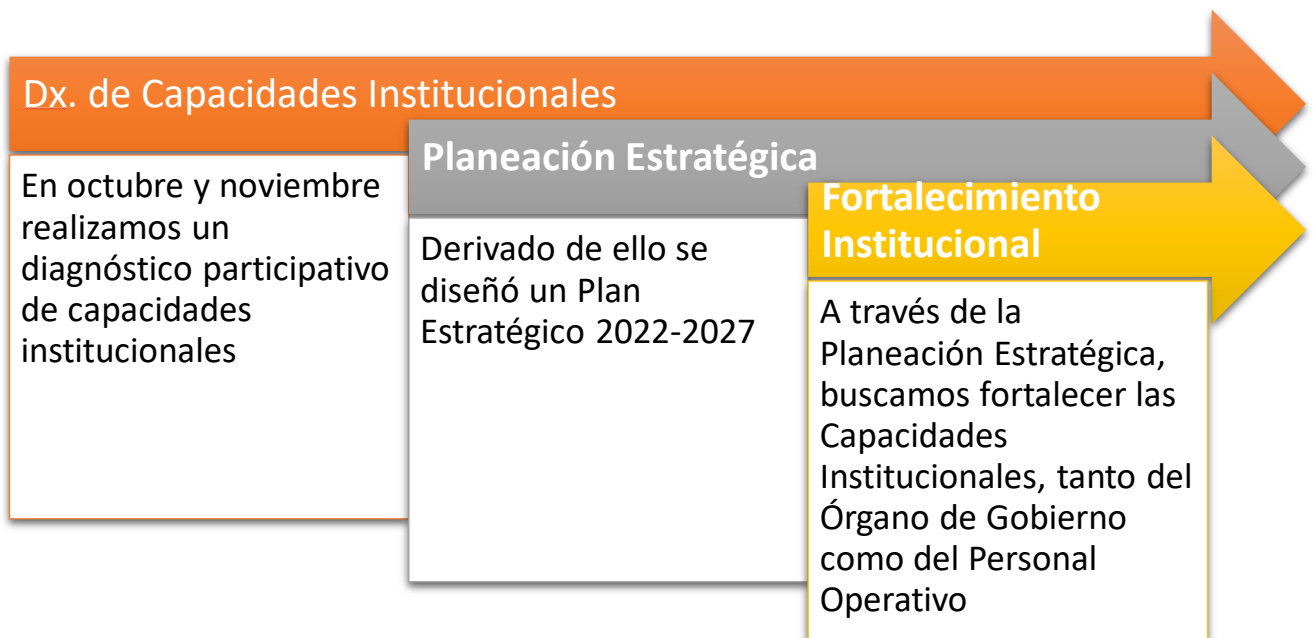 Dx. de Capacidades Institucionales
En octubre y noviembre
realizamos un
diagnóstico participativo
de capacidades
institucionales
Planeación Estratégica
Derivado de ello se
diseñó un Plan
Estratégico 2022-2027
Fortalecimiento
Institucional
A través de la
Planeación Estratégica,
buscamos fortalecer las
Capacidades
Institucionales, tanto del
Órgano de Gobierno
como del Personal
Operativo